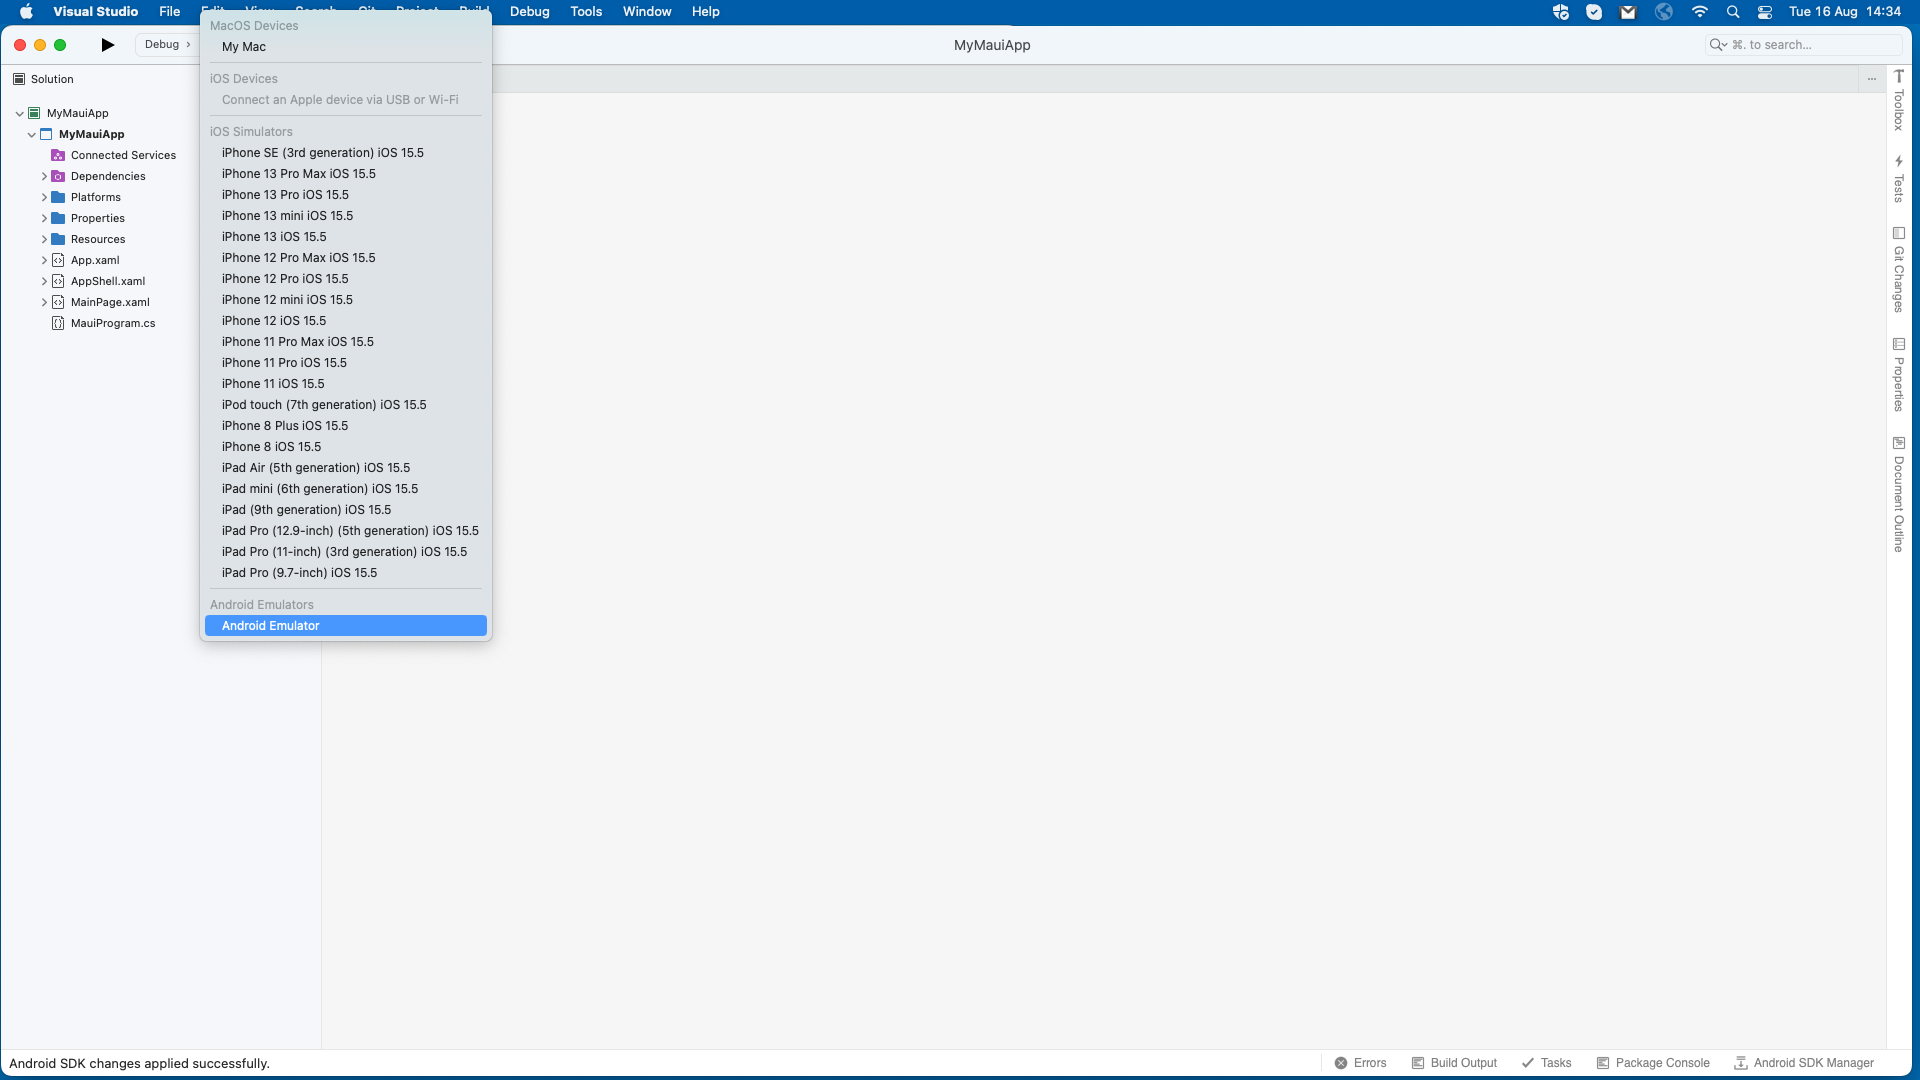 Visual Studio File Debug Tools Window Help Tue 16 Aug 14:34
Debug › MyMauiApp ⌘. to search...
Solution
MyMauiApp
MyMauiApp
Connected Services
Dependencies
Platforms
Properties
Resources
App.xaml
AppShell.xaml
MainPage.xaml
MauiProgram.cs
MacOS Devices
My Mac
iOS Devices
Connect an Apple device via USB or Wi-Fi
iOS Simulators
iPhone SE (3rd generation) iOS 15.5
iPhone 13 Pro Max iOS 15.5
iPhone 13 Pro iOS 15.5
iPhone 13 mini iOS 15.5
iPhone 13 iOS 15.5
iPhone 12 Pro Max iOS 15.5
iPhone 12 Pro iOS 15.5
iPhone 12 mini iOS 15.5
iPhone 12 iOS 15.5
iPhone 11 Pro Max iOS 15.5
iPhone 11 Pro iOS 15.5
iPhone 11 iOS 15.5
iPod touch (7th generation) iOS 15.5
iPhone 8 Plus iOS 15.5
iPhone 8 iOS 15.5
iPad Air (5th generation) iOS 15.5
iPad mini (6th generation) iOS 15.5
iPad (9th generation) iOS 15.5
iPad Pro (12.9-inch) (5th generation) iOS 15.5
iPad Pro (11-inch) (3rd generation) iOS 15.5
iPad Pro (9.7-inch) iOS 15.5
Android Emulators
Android Emulator
Toolbox
Tests
Git Changes
Properties
Document Outline
Android SDK changes applied successfully.
Errors Build Output Tasks Package Console Android SDK Manager